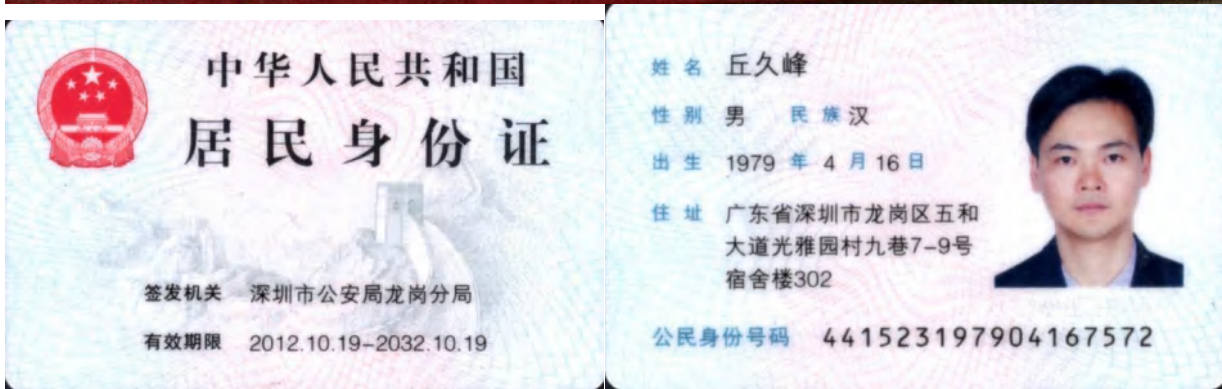 中华人民共和国
居民身份证
签发机关 深圳市公安局龙岗分局
有效期限 2012.10.19-2032.10.19
姓名 丘久峰
性别 男 民族 汉
出生 1979 年 4 月 16 日
住址 广东省深圳市龙岗区五和
大道光雅园村九巷7-9号
宿舍楼302
公民身份号码 441523197904167572